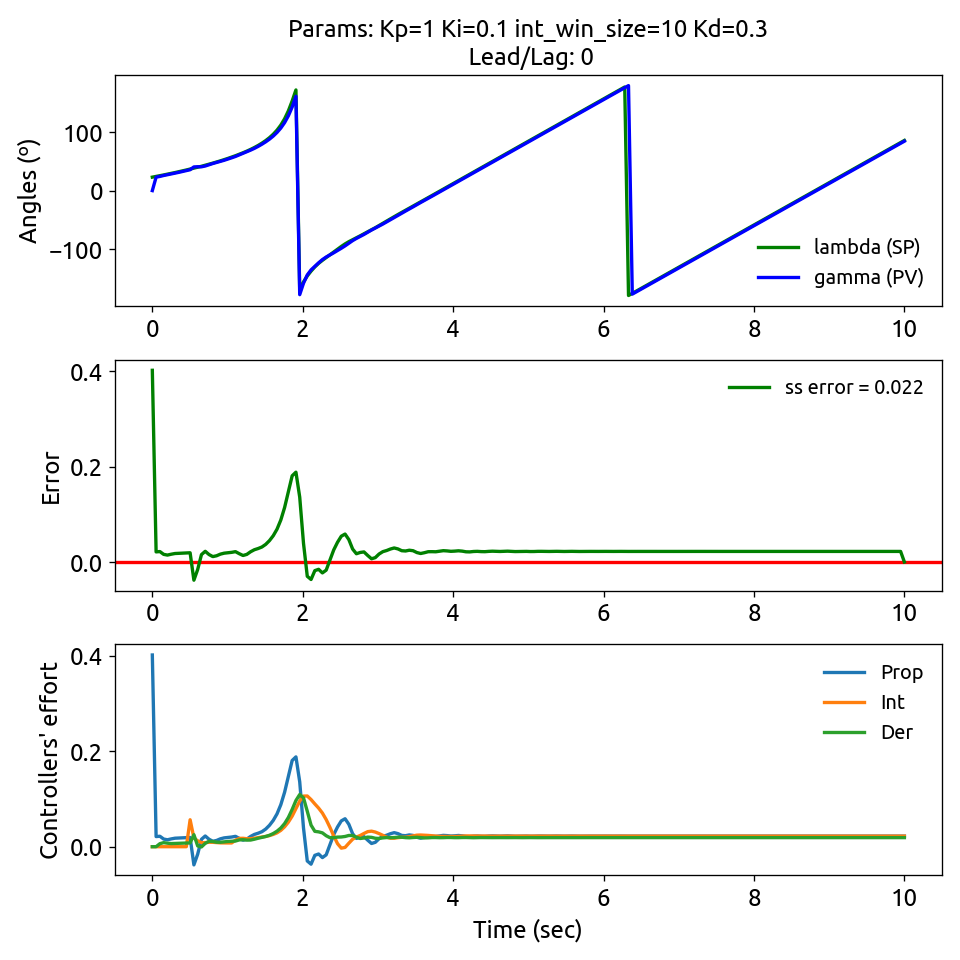 Params: Kp=1 Ki=0.1 int_win_size=10 Kd=0.3
Lead/Lag: 0
Angles (º)
100
0
−100
lambda (SP)
gamma (PV)
0 2 4 6 8 10
Error
0.4
0.2
0.0
ss error = 0.022
0 2 4 6 8 10
Controllers' effort
0.4
0.2
0.0
Prop
Int
Der
0 2 4 6 8 10
Time (sec)